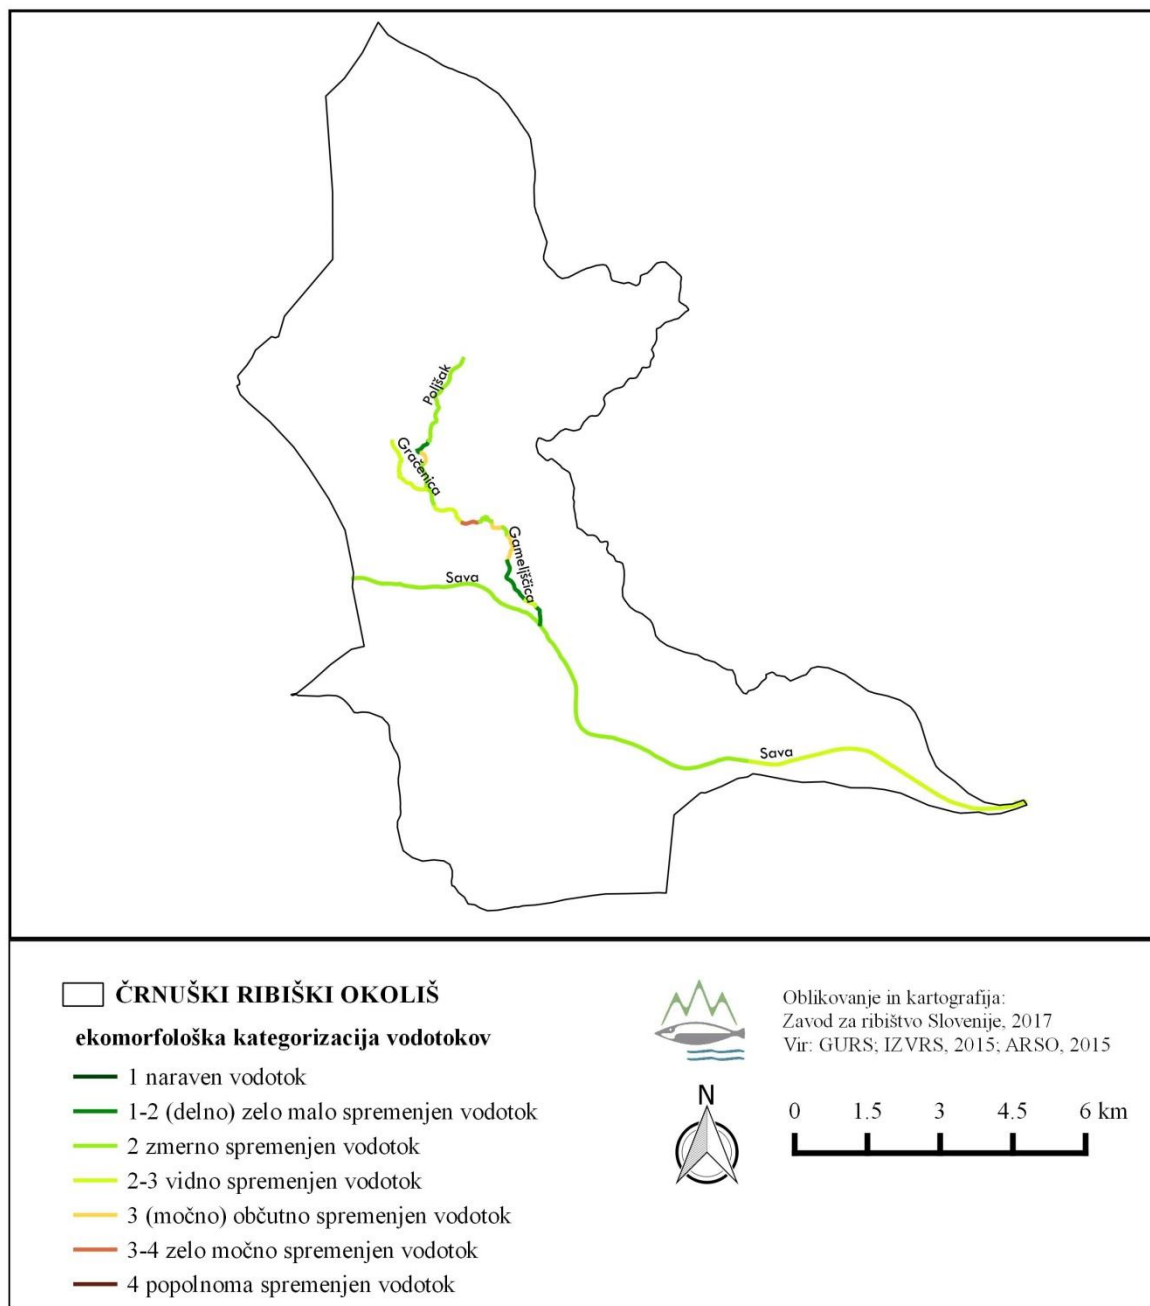 Poljšak
Gračenica
Gameljščica
Sava
Sava
ČRNUŠKI RIBIŠKI OKOLIŠ
ekomorfološka kategorizacija vodotokov
1 naraven vodotok
1-2 (delno) zelo malo spremenjen vodotok
2 zmerno spremenjen vodotok
2-3 vidno spremenjen vodotok
3 (močno) občutno spremenjen vodotok
3-4 zelo močno spremenjen vodotok
4 popolnoma spremenjen vodotok
Oblikovanje in kartografija:
Zavod za ribištvo Slovenije, 2017
Vir: GURS; IZVRS, 2015; ARSO, 2015
N
0 1.5 3 4.5 6 km